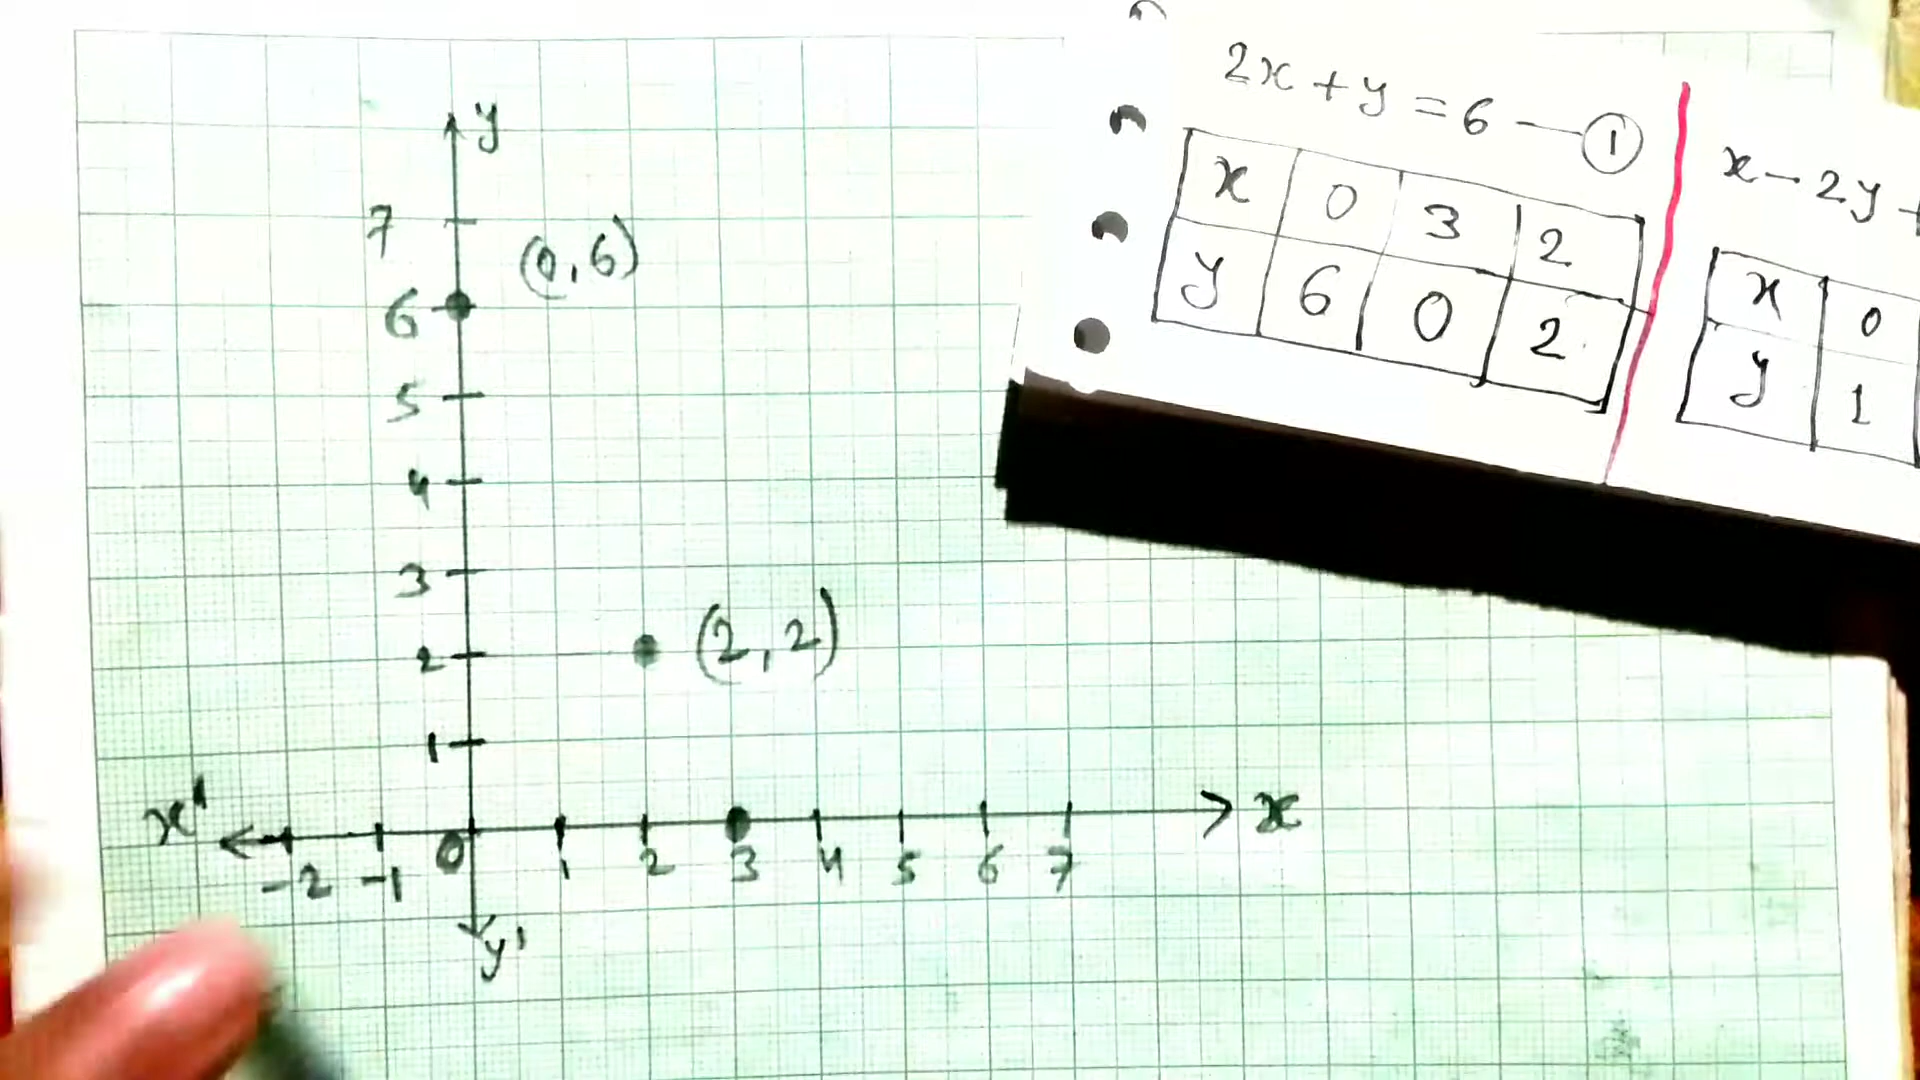 y
7
(0,6)
6
5
4
3
2
(2,2)
1
x' -2 -1 0 1 2 3 4 5 6 7 x
y'
2x+y=6 — ①
x 0 3 2
y 6 0 2
x-2y+
x 0
y 1